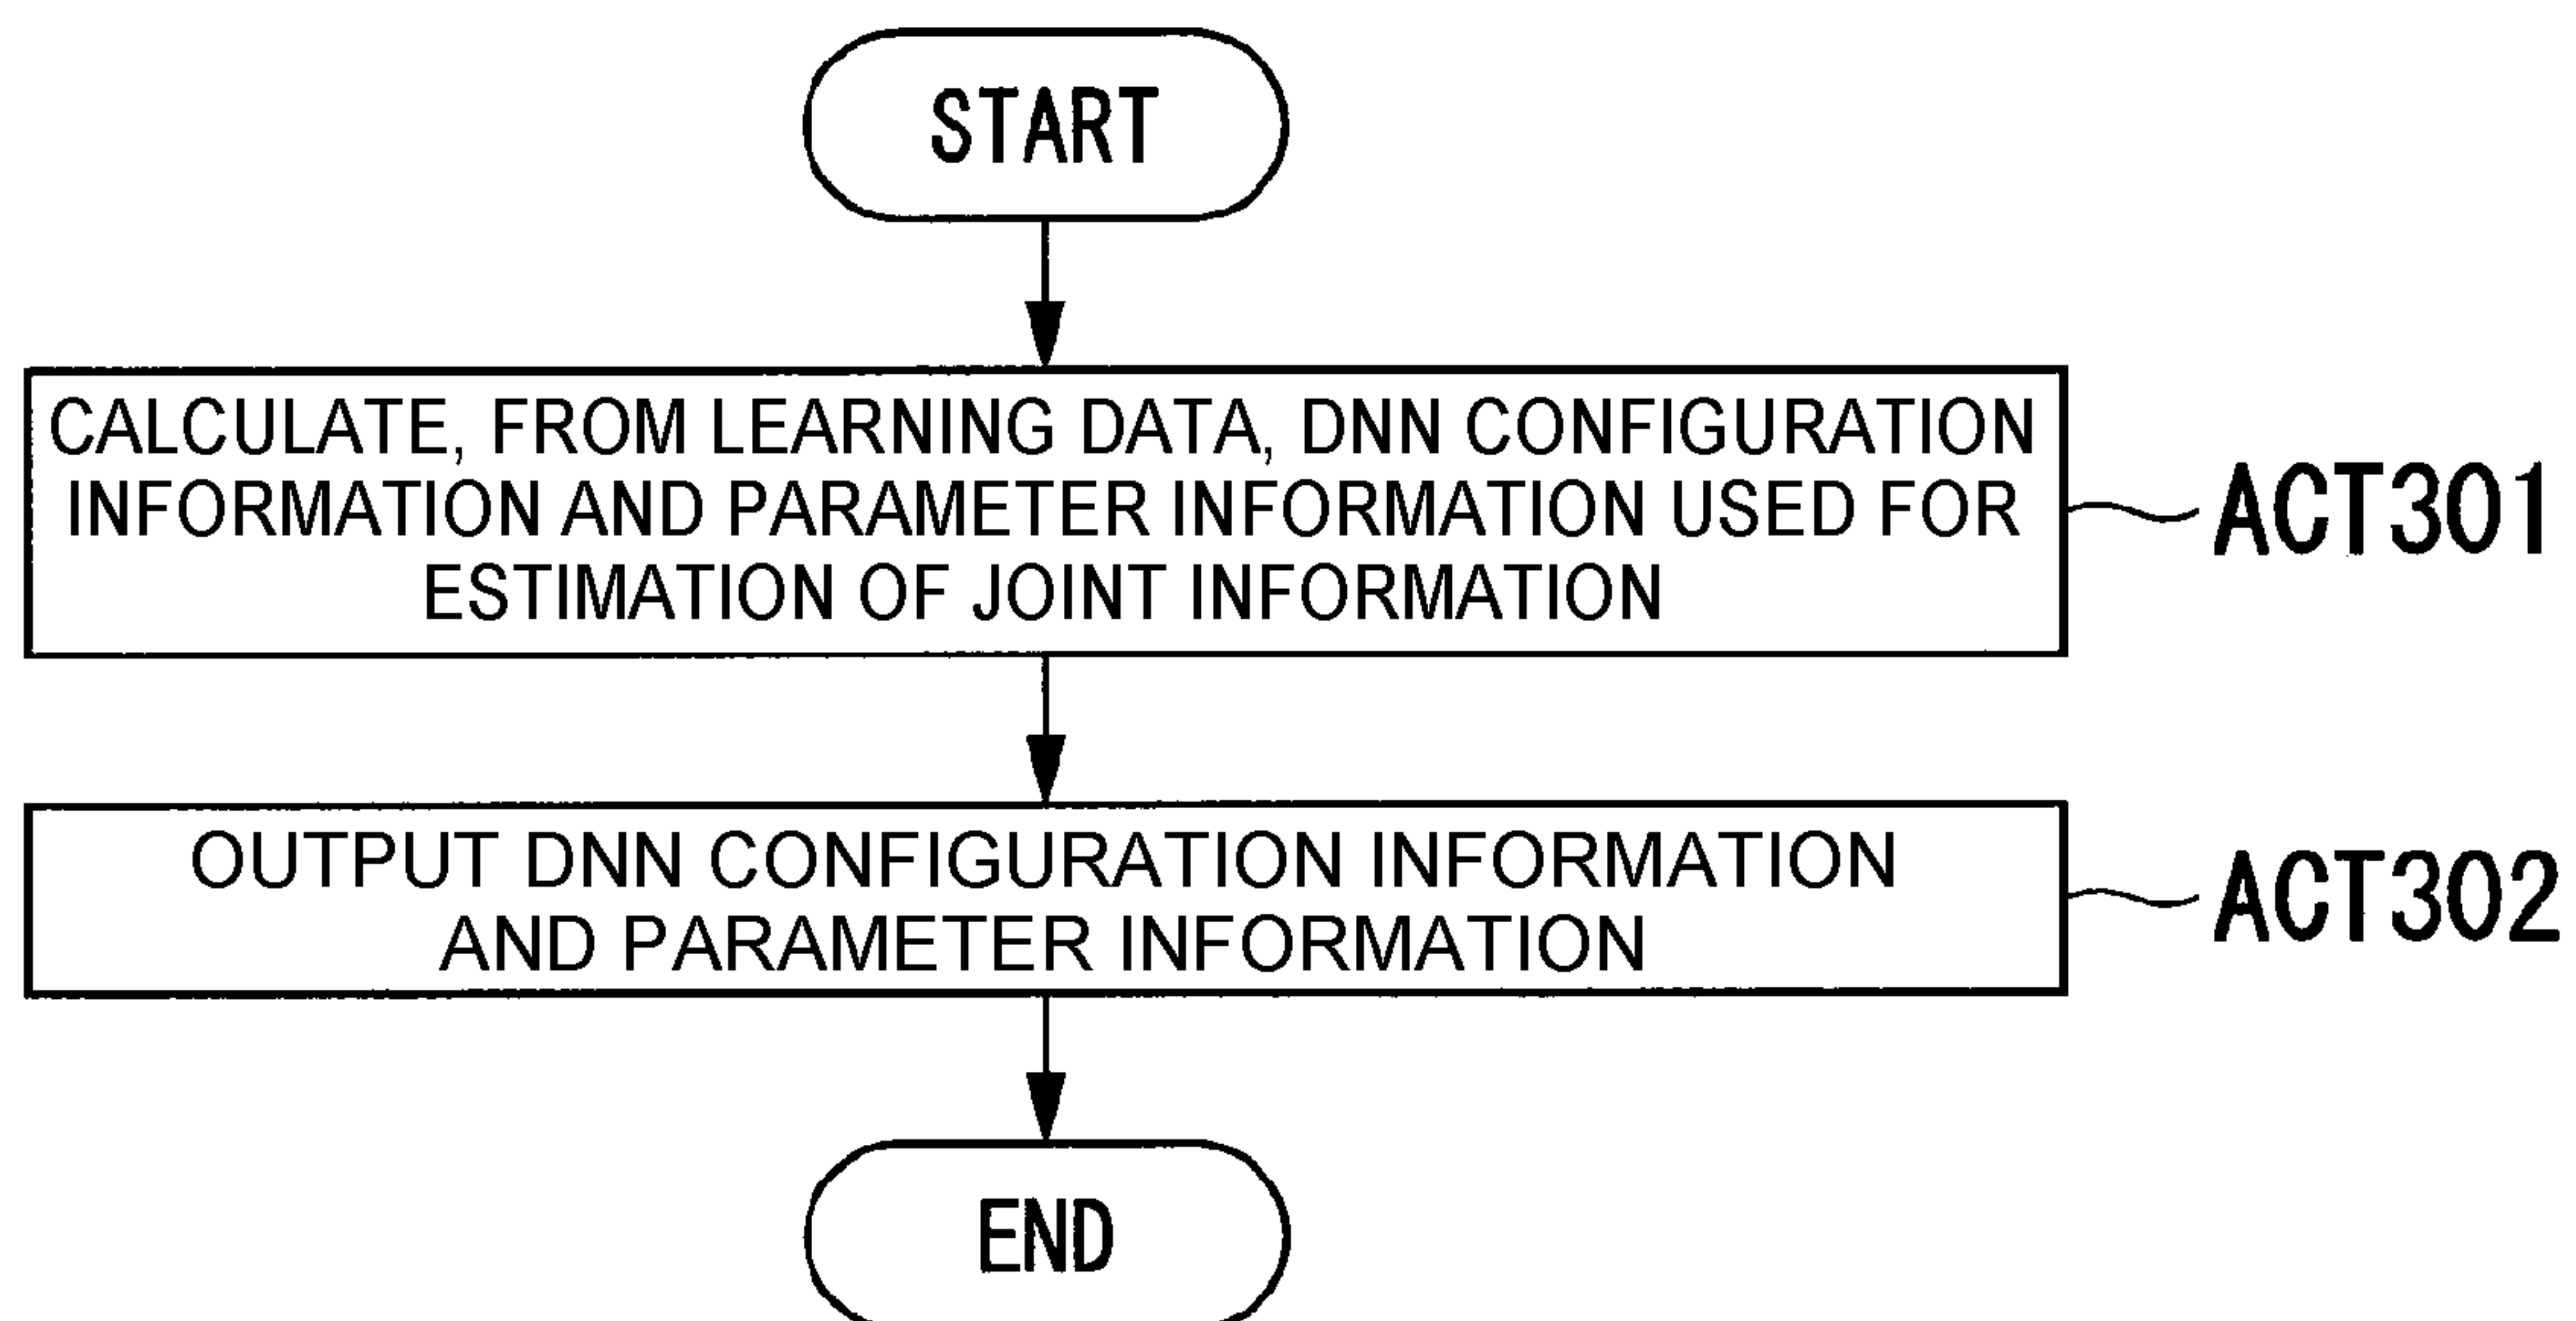 START
CALCULATE, FROM LEARNING DATA, DNN CONFIGURATION
INFORMATION AND PARAMETER INFORMATION USED FOR
ESTIMATION OF JOINT INFORMATION
ACT301
OUTPUT DNN CONFIGURATION INFORMATION
AND PARAMETER INFORMATION
ACT302
END